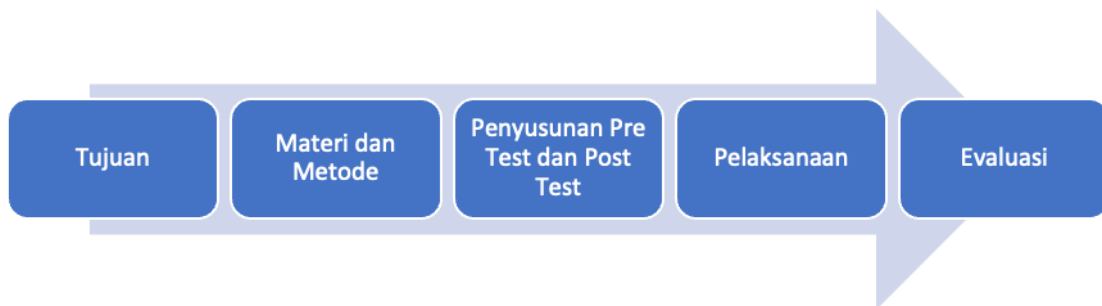 Tujuan
Materi dan
Metode
Penyusunan Pre
Test dan Post
Test
Pelaksanaan
Evaluasi